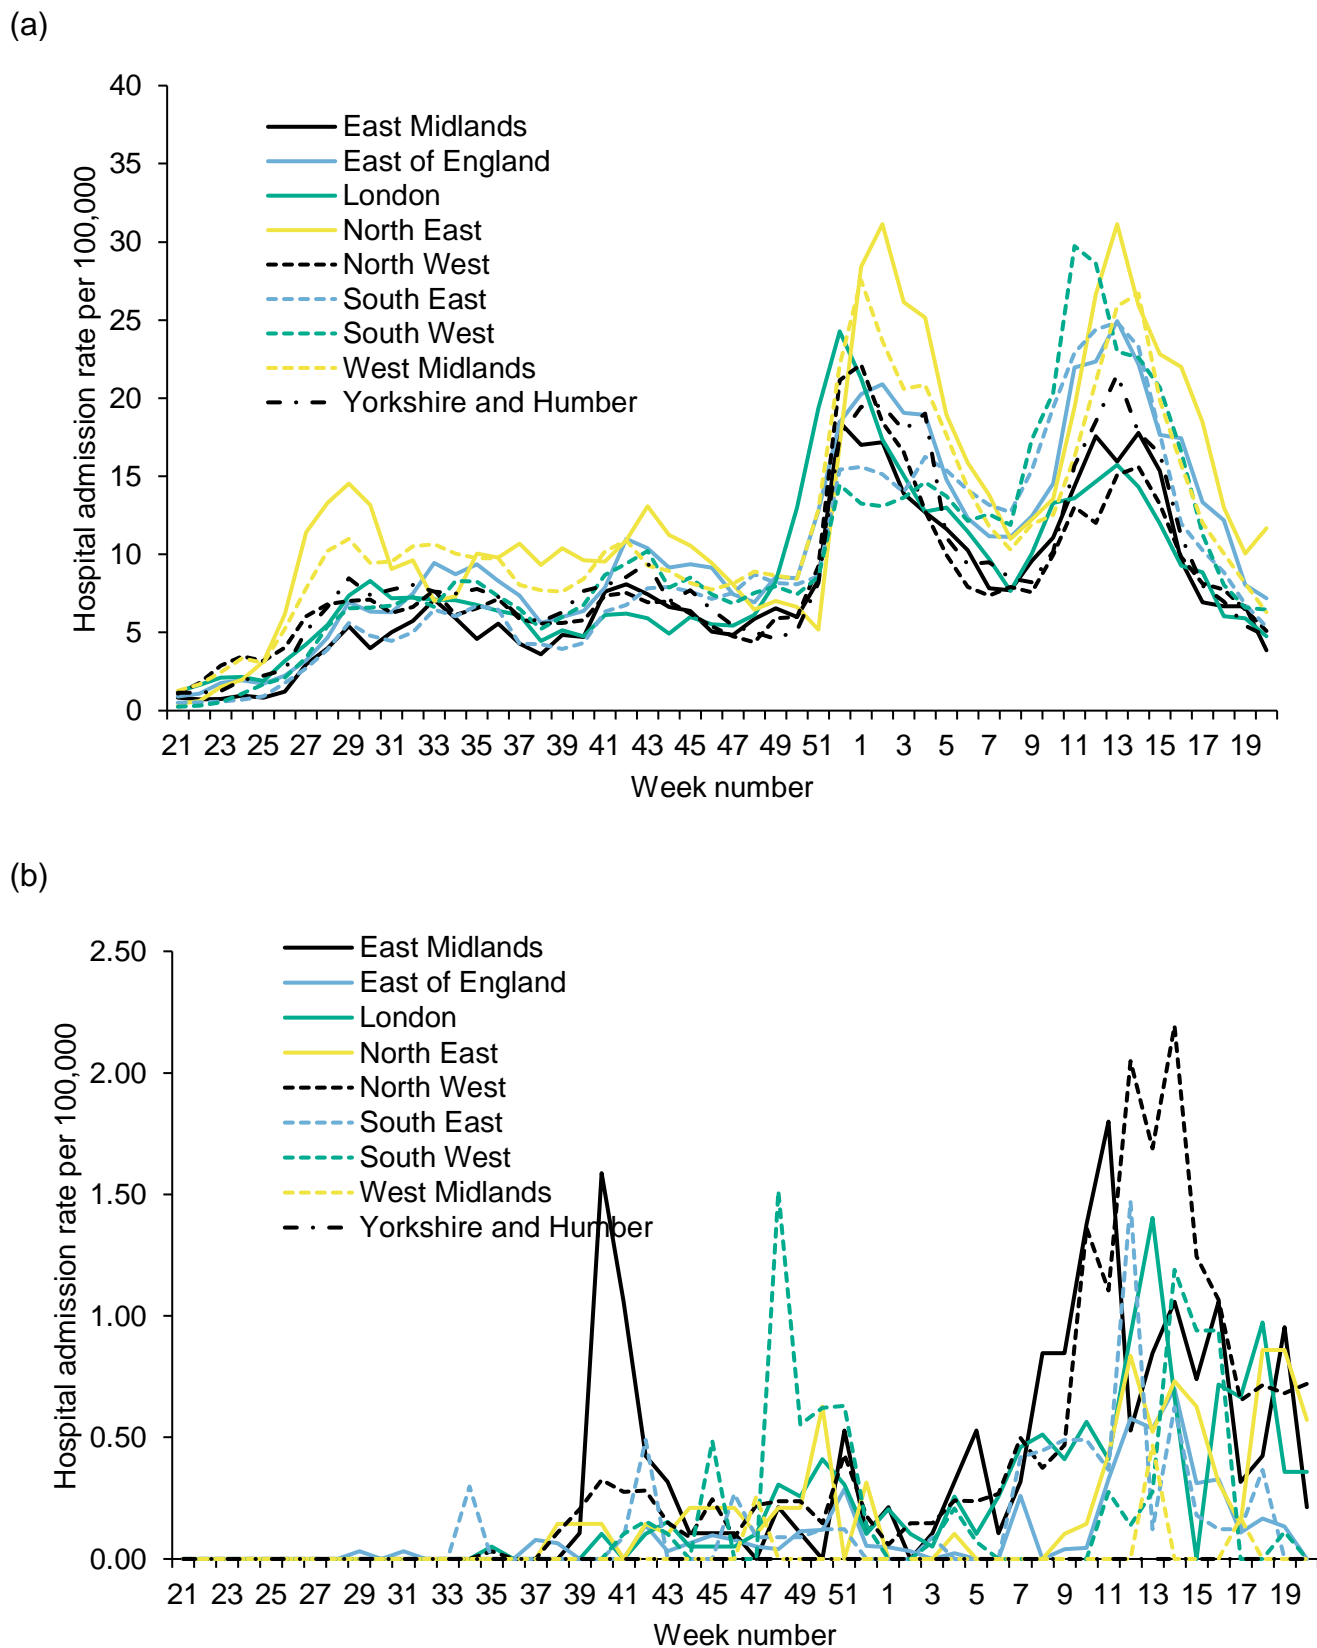 (a)
Hospital admission rate per 100,000
40
35
30
25
20
15
10
5
0
East Midlands
East of England
London
North East
North West
South East
South West
West Midlands
Yorkshire and Humber
21 23 25 27 29 31 33 35 37 39 41 43 45 47 49 51 1 3 5 7 9 11 13 15 17 19
Week number
(b)
Hospital admission rate per 100,000
2.50
2.00
1.50
1.00
0.50
0.00
East Midlands
East of England
London
North East
North West
South East
South West
West Midlands
Yorkshire and Humber
21 23 25 27 29 31 33 35 37 39 41 43 45 47 49 51 1 3 5 7 9 11 13 15 17 19
Week number